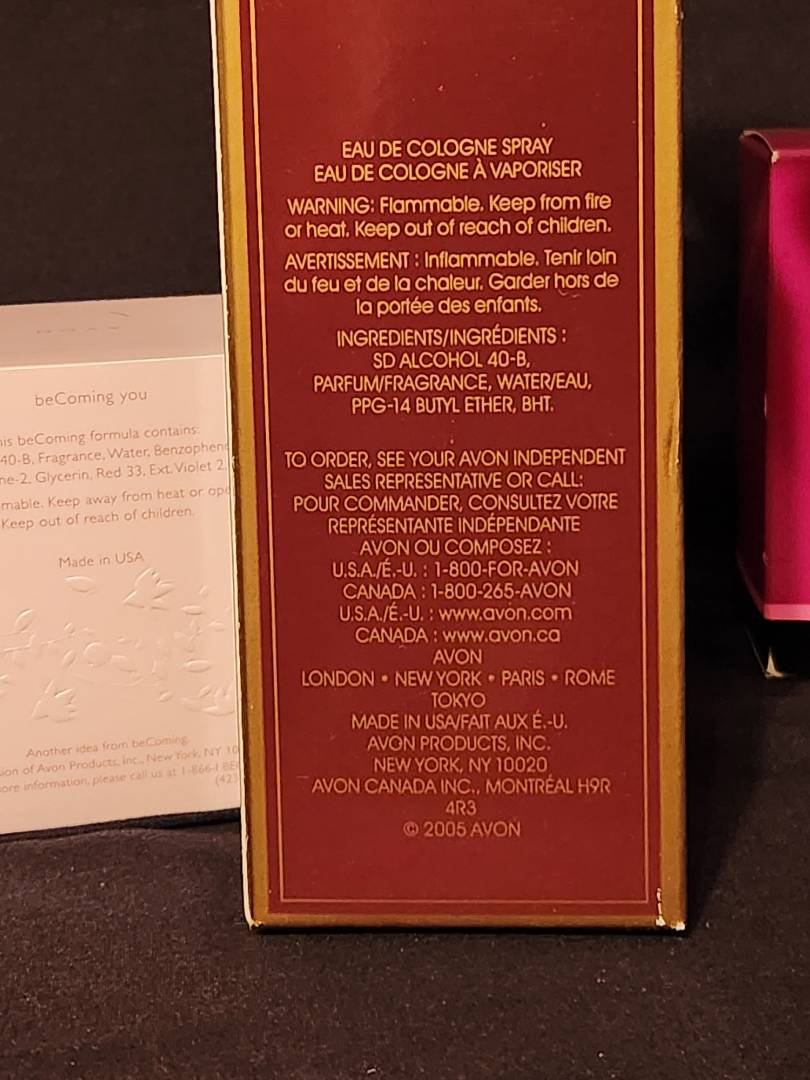 beComing you
beComing formula contains:
40-B, Fragrance, Water,
Glycerin, Red 33, Ext. Violet 2,
Keep away from heat or
Keep out of reach of children.
Made in USA
Another idea from beComing.
of Avon Products, Inc., New York, NY
information, please call us at
EAU DE COLOGNE SPRAY
EAU DE COLOGNE À VAPORISER
WARNING: Flammable. Keep from fire
or heat. Keep out of reach of children.
AVERTISSEMENT : Inflammable. Tenir loin
du feu et de la chaleur. Garder hors de
la portée des enfants.
INGREDIENTS/INGRÉDIENTS :
SD ALCOHOL 40-B,
PARFUM/FRAGRANCE, WATER/EAU,
PPG-14 BUTYL ETHER, BHT.
TO ORDER, SEE YOUR AVON INDEPENDENT
SALES REPRESENTATIVE OR CALL:
POUR COMMANDER, CONSULTEZ VOTRE
REPRÉSENTANTE INDÉPENDANTE
AVON OU COMPOSEZ :
U.S.A./É.-U. : 1-800-FOR-AVON
CANADA : 1-800-265-AVON
U.S.A./É.-U. : www.avon.com
CANADA : www.avon.ca
AVON
LONDON • NEW YORK • PARIS • ROME
TOKYO
MADE IN USA/FAIT AUX É.-U.
AVON PRODUCTS, INC.
NEW YORK, NY 10020
AVON CANADA INC., MONTRÉAL H9R
4R3
© 2005 AVON